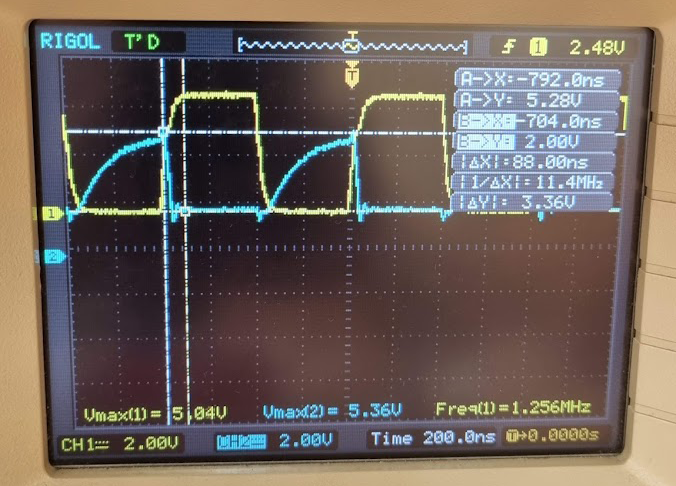 RIGOL T'D 1 2.48V
T
A->X:-792.0ns
A->Y: 5.28V
B->X:-704.0ns
B->Y: 2.00V
|ΔX|:88.00ns
|1/ΔX|:11.4MHz
|ΔY|: 3.36V
1
2
Vmax(1)= 5.04V Vmax(2)= 5.36V Freq(1)=1.256MHz
CH1 2.00V CH2 2.00V Time 200.0ns T→0.0000s